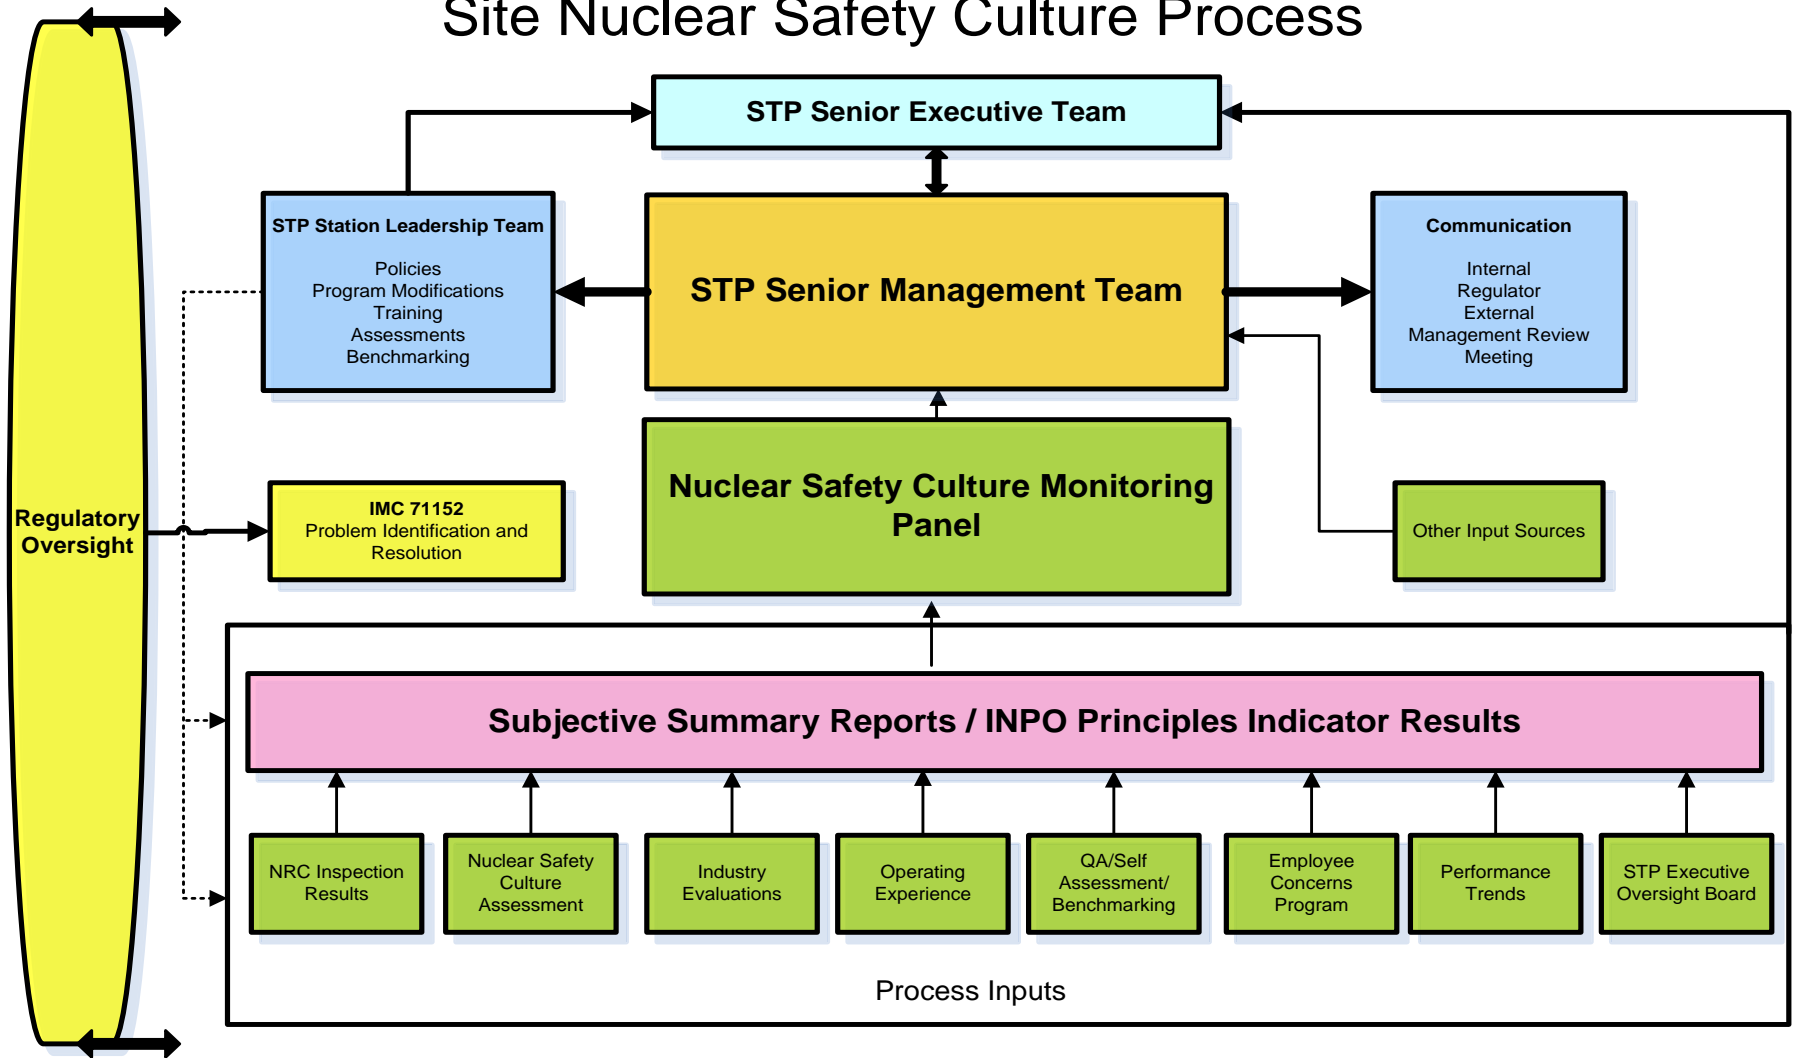 Site Nuclear Safety Culture Process
STP Senior Executive Team
STP Station Leadership Team
Policies
Program Modifications
Training
Assessments
Benchmarking
STP Senior Management Team
Communication
Internal
Regulator
External
Management Review
Meeting
Regulatory
Oversight
IMC 71152
Problem Identification and
Resolution
Nuclear Safety Culture Monitoring
Panel
Other Input Sources
Subjective Summary Reports / INPO Principles Indicator Results
NRC Inspection
Results
Nuclear Safety
Culture
Assessment
Industry
Evaluations
Operating
Experience
QA/Self
Assessment/
Benchmarking
Employee
Concerns
Program
Performance
Trends
STP Executive
Oversight Board
Process Inputs